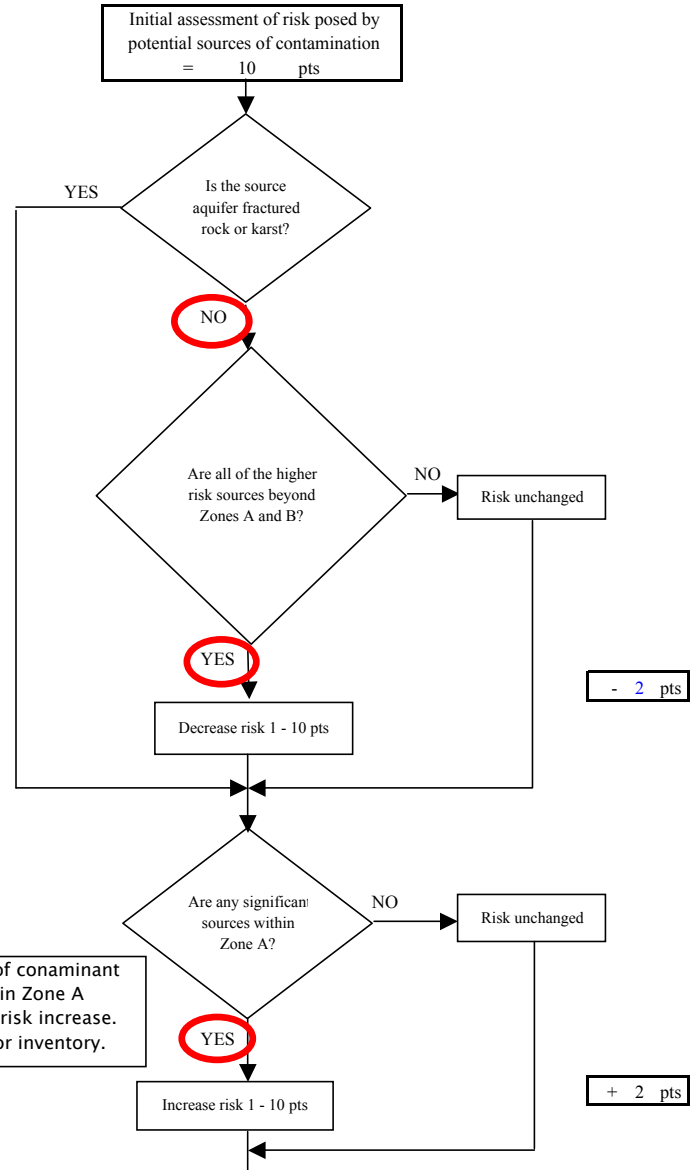 Initial assessment of risk posed by
potential sources of contamination
= 10 pts
YES
Is the source
aquifer fractured
rock or karst?
NO
Are all of the higher
risk sources beyond
Zones A and B?
NO
Risk unchanged
YES
- 2 pts
Decrease risk 1 - 10 pts
Are any significant
sources within
Zone A?
NO
Risk unchanged
of conaminant
in Zone A
risk increase.
or inventory.
YES
+ 2 pts
Increase risk 1 - 10 pts